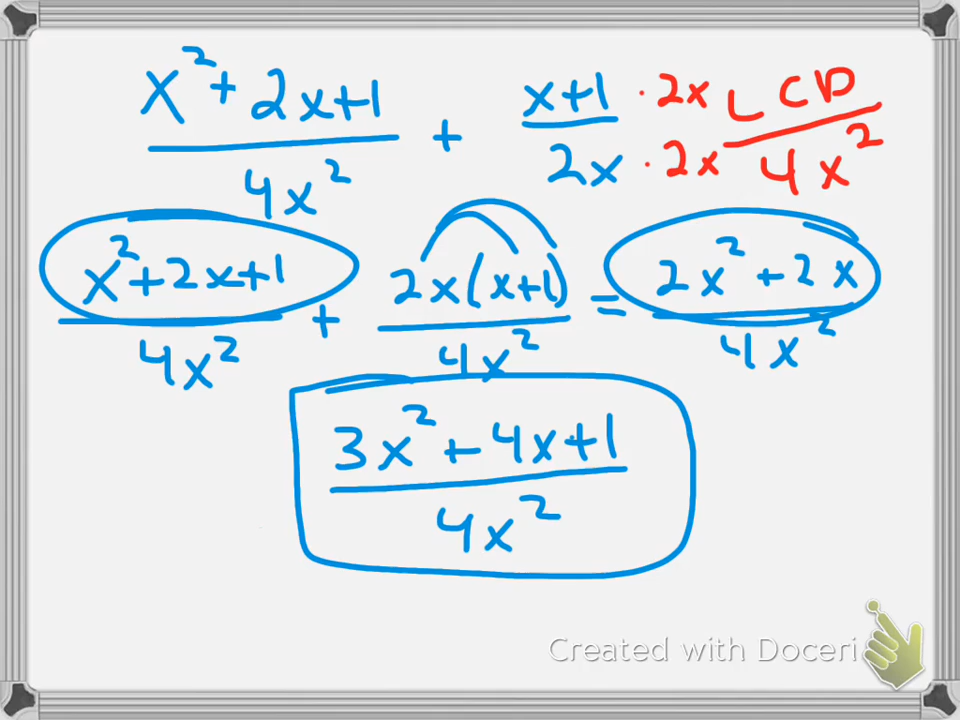 x² + 2x + 1 / 4x² + x + 1 / 2x · 2x / · 2x LCD / 4x²
x² + 2x + 1 / 4x² + 2x(x + 1) / 4x² = 2x² + 2x / 4x²
3x² + 4x + 1 / 4x²
Created with Doceri